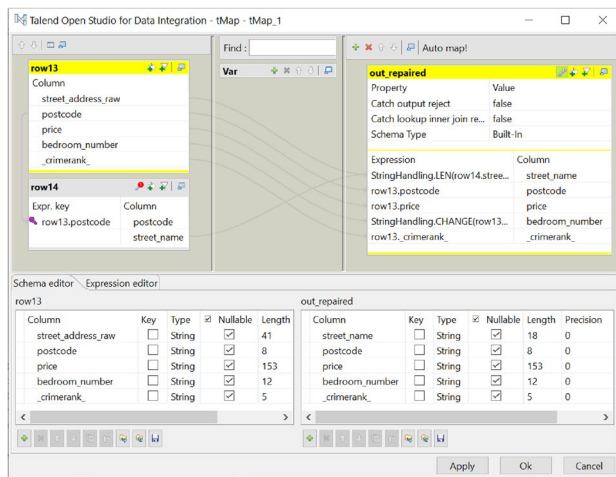 Talend Open Studio for Data Integration - tMap - tMap_1
Find :
Auto map!
row13
Column
street_address_raw
postcode
price
bedroom_number
_crimerank_
row14
Expr. key Column
row13.postcode postcode
street_name
Var
out_repaired
Property Value
Catch output reject false
Catch lookup inner join re... false
Schema Type Built-In
Expression Column
StringHandling.LEN(row14.stree... street_name
row13.postcode postcode
row13.price price
StringHandling.CHANGE(row13... bedroom_number
row13._crimerank_ _crimerank_
Schema editor Expression editor
row13
Column Key Type Nullable Length
street_address_raw String 41
postcode String 8
price String 153
bedroom_number String 12
_crimerank_ String 5
out_repaired
Column Key Type Nullable Length Precision
street_name String 18 0
postcode String 8 0
price String 153 0
bedroom_number String 12 0
_crimerank_ String 5 0
Apply Ok Cancel